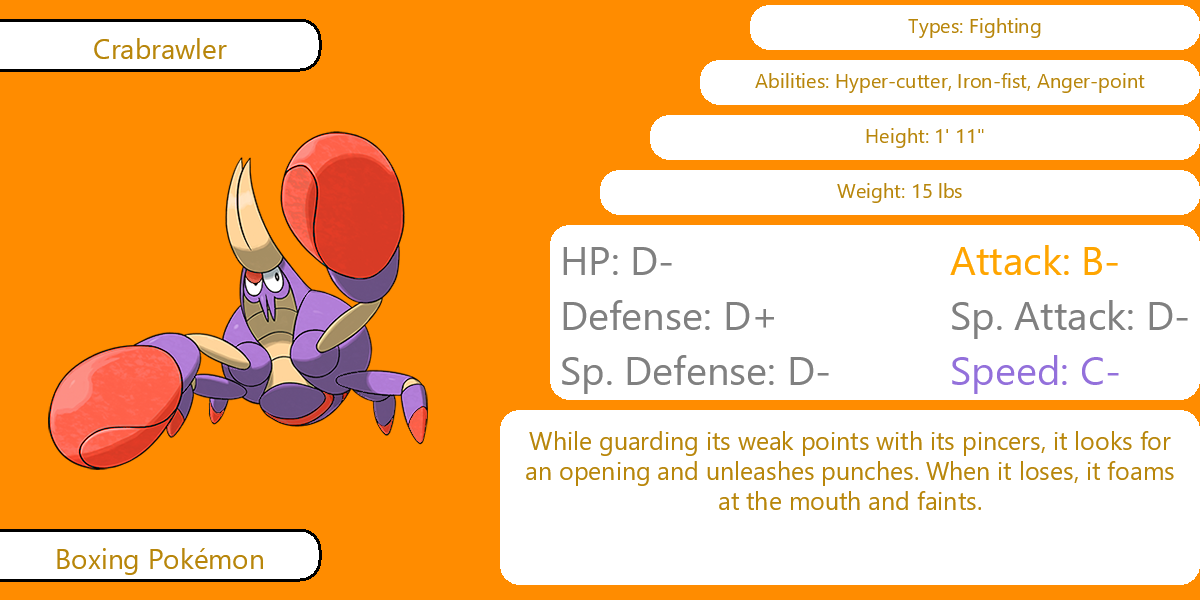 Crabrawler
Types: Fighting
Abilities: Hyper-cutter, Iron-fist, Anger-point
Height: 1' 11"
Weight: 15 lbs
HP: D-
Attack: B-
Defense: D+
Sp. Attack: D-
Sp. Defense: D-
Speed: C-
While guarding its weak points with its pincers, it looks for
an opening and unleashes punches. When it loses, it foams
at the mouth and faints.
Boxing Pokémon